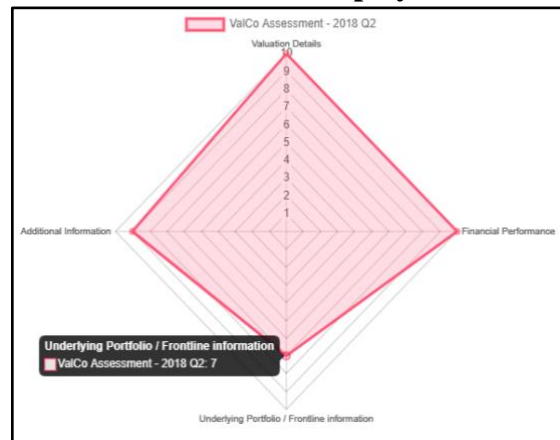 ValCo Assessment - 2018 Q2
Valuation Details
10
9
8
7
6
5
4
3
2
1
Additional Information
Financial Performance
Underlying Portfolio / Frontline information
ValCo Assessment - 2018 Q2: 7
Underlying Portfolio / Frontline information